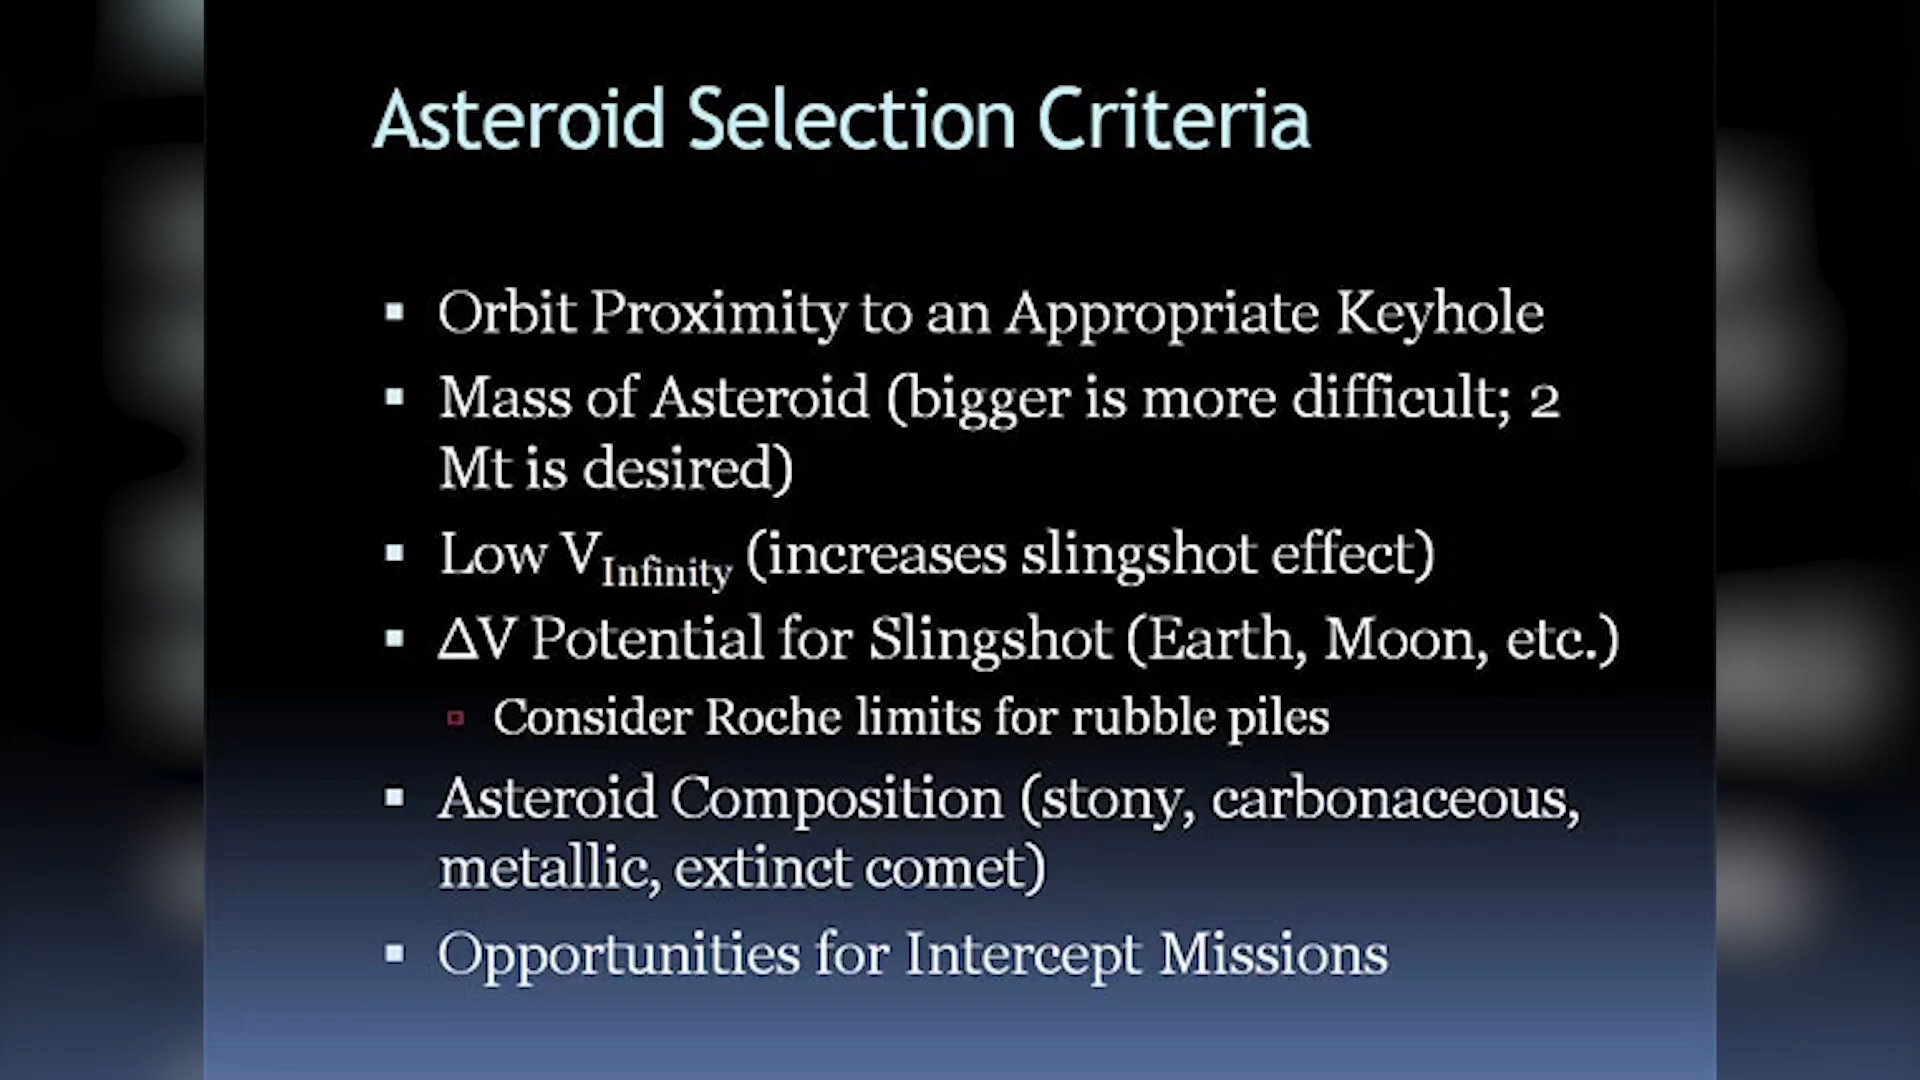 Asteroid Selection Criteria
▪ Orbit Proximity to an Appropriate Keyhole
▪ Mass of Asteroid (bigger is more difficult; 2
Mt is desired)
▪ Low VInfinity (increases slingshot effect)
▪ ΔV Potential for Slingshot (Earth, Moon, etc.)
▫ Consider Roche limits for rubble piles
▪ Asteroid Composition (stony, carbonaceous,
metallic, extinct comet)
▪ Opportunities for Intercept Missions